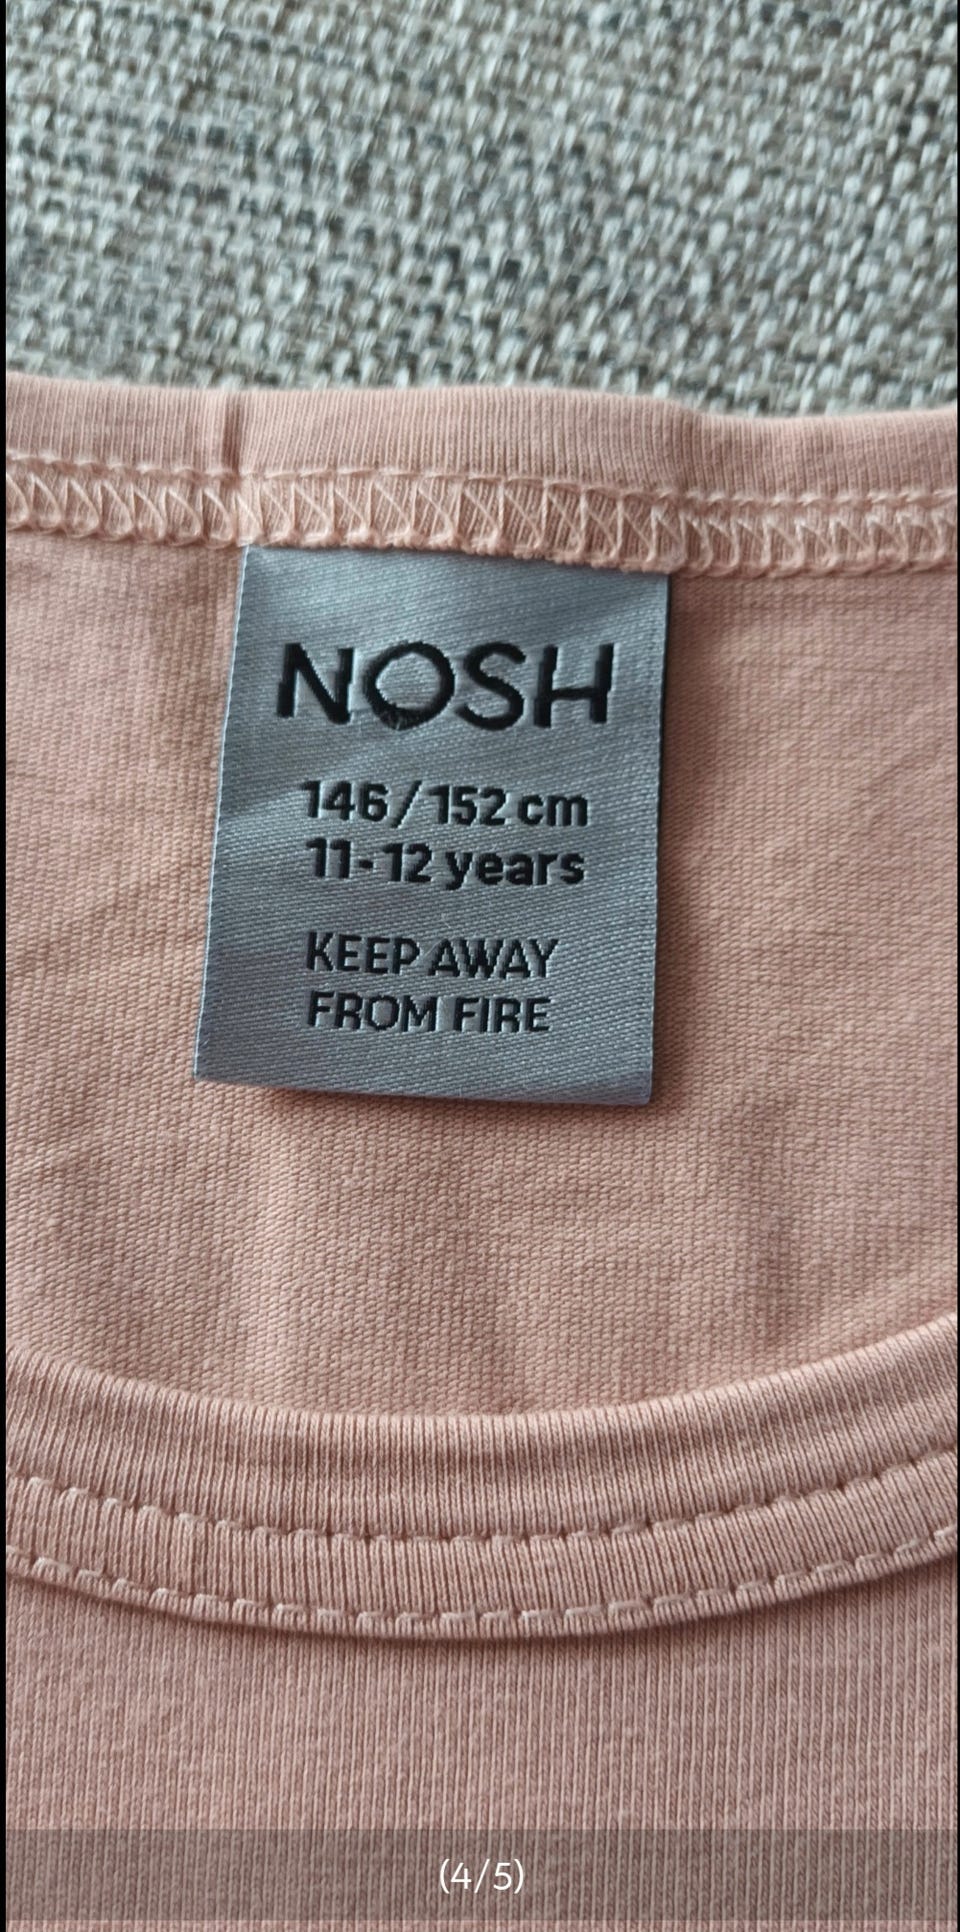 NOSH
146/152 cm
11-12 years
KEEP AWAY
FROM FIRE
(4/5)